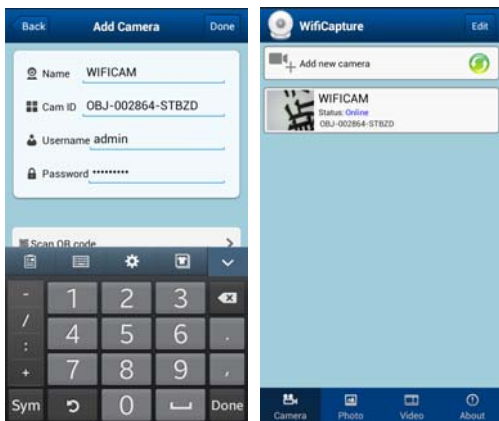 Back Add Camera Done
Name WIFICAM
Cam ID OBJ-002864-STBZD
Username admin
Password •••••••••
Scan QR code
- 1 2 3
/ 4 5 6 .
:
+ 7 8 9 ,
Sym 0 Done
WifiCapture Edit
Add new camera
WIFICAM
Status: Online
OBJ-002864-STBZD
Camera Photo Video About